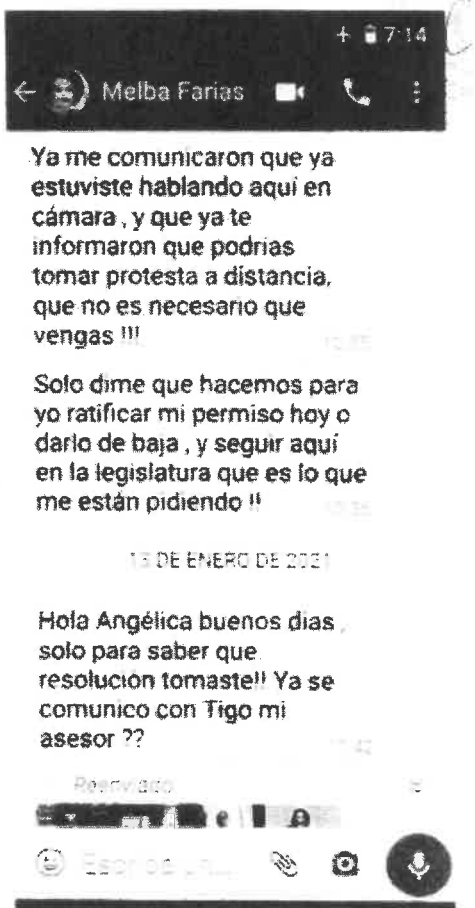 7:14
Melba Farias
Ya me comunicaron que ya
estuviste hablando aquí en
cámara , y que ya te
informaron que podrias
tomar protesta a distancia,
que no es necesario que
vengas !!!
Solo dime que hacemos para
yo ratificar mi permiso hoy o
darlo de baja , y seguir aquí
en la legislatura que es lo que
me están pidiendo !!
13 DE ENERO DE 2021
Hola Angélica buenos dias ,
solo para saber que
resolución tomaste!! Ya se
comunico con Tigo mi
asesor ??
Reenviado